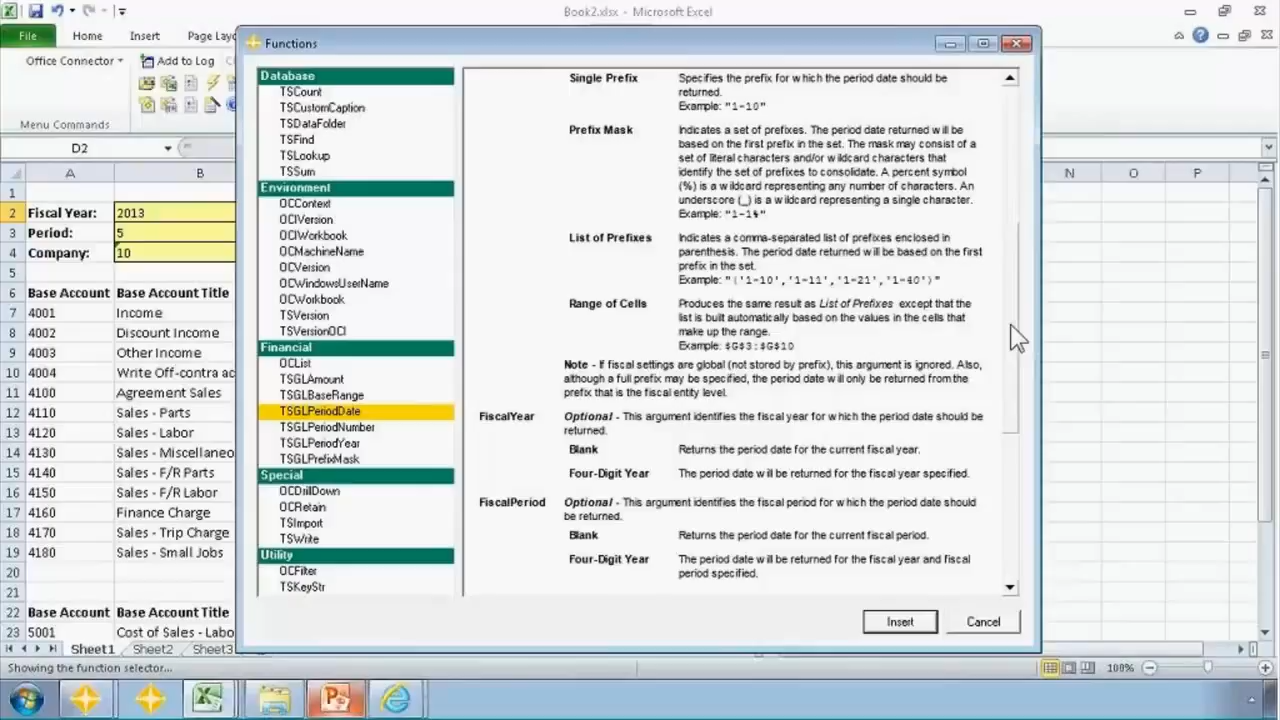 Book2.xlsx - Microsoft Excel
File Home Insert Page Layou
Office Connector Add to Log
Menu Commands
D2
Functions
Database
TSCount
TSCustomCaption
TSDataFolder
TSFind
TSLookup
TSSum
Environment
OCContext
OCIVersion
OCIWorkbook
OCMachineName
OCVersion
OCWindowsUserName
OCWorkbook
TSVersion
TSVersionOCI
Financial
OCList
TSGLAmount
TSGLBaseRange
TSGLPeriodDate
TSGLPeriodNumber
TSGLPeriodYear
TSGLPrefixMask
Special
OCDrillDown
OCRetain
TSImport
TSWrite
Utility
OCFilter
TSKeyStr
Single Prefix Specifies the prefix for which the period date should be
returned.
Example: "1-10"
Prefix Mask Indicates a set of prefixes. The period date returned will be
based on the first prefix in the set. The mask may consist of a
set of literal characters and/or wildcard characters that
identify the set of prefixes to consolidate. A percent symbol
(%) is a wildcard representing any number of characters. An
underscore (_) is a wildcard representing a single character.
Example: "1-1%"
List of Prefixes Indicates a comma-separated list of prefixes enclosed in
parenthesis. The period date returned will be based on the first
prefix in the set.
Example: "('1-10','1-11','1-21','1-40')"
Range of Cells Produces the same result as List of Prefixes except that the
list is built automatically based on the values in the cells that
make up the range.
Example: $G$3:$G$10
Note - If fiscal settings are global (not stored by prefix), this argument is ignored. Also,
although a full prefix may be specified, the period date will only be returned from the
prefix that is the fiscal entity level.
FiscalYear Optional - This argument identifies the fiscal year for which the period date should be
returned.
Blank Returns the period date for the current fiscal year.
Four-Digit Year The period date will be returned for the fiscal year specified.
FiscalPeriod Optional - This argument identifies the fiscal period for which the period date should
be returned.
Blank Returns the period date for the current fiscal period.
Four-Digit Year The period date will be returned for the fiscal year and fiscal
period specified.
Insert Cancel
A B N O P
1
2 Fiscal Year: 2013
3 Period: 5
4 Company: 10
5
6 Base Account Base Account Title
7 4001 Income
8 4002 Discount Income
9 4003 Other Income
10 4004 Write Off-contra ac
11 4100 Agreement Sales
12 4110 Sales - Parts
13 4120 Sales - Labor
14 4130 Sales - Miscellaneo
15 4140 Sales - F/R Parts
16 4150 Sales - F/R Labor
17 4160 Finance Charge
18 4170 Sales - Trip Charge
19 4180 Sales - Small Jobs
20
21
22 Base Account Base Account Title
23 5001 Cost of Sales - Labo
Sheet1 Sheet2 Sheet3
Showing the function selector... 100%